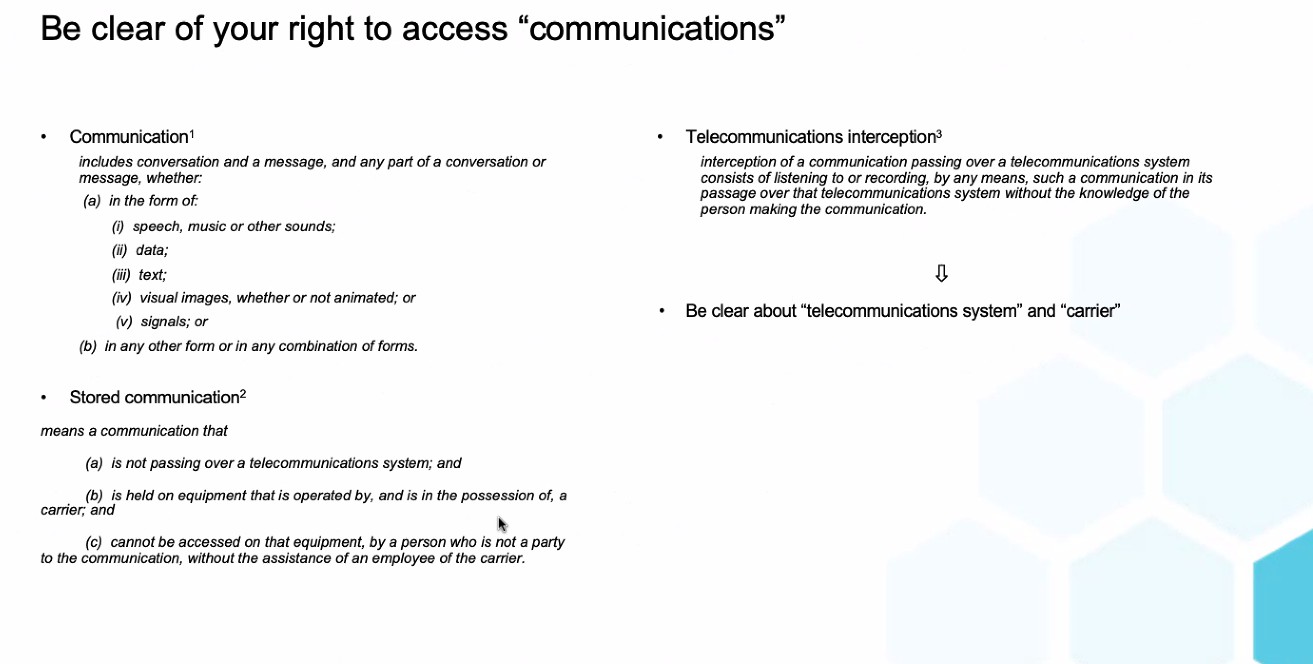 Be clear of your right to access “communications”
• Communication¹
includes conversation and a message, and any part of a conversation or
message, whether:
(a) in the form of:
(i) speech, music or other sounds;
(ii) data;
(iii) text;
(iv) visual images, whether or not animated; or
(v) signals; or
(b) in any other form or in any combination of forms.
• Stored communication²
means a communication that
(a) is not passing over a telecommunications system; and
(b) is held on equipment that is operated by, and is in the possession of, a
carrier; and
(c) cannot be accessed on that equipment, by a person who is not a party
to the communication, without the assistance of an employee of the carrier.
• Telecommunications interception³
interception of a communication passing over a telecommunications system
consists of listening to or recording, by any means, such a communication in its
passage over that telecommunications system without the knowledge of the
person making the communication.
⇩
• Be clear about “telecommunications system” and “carrier”